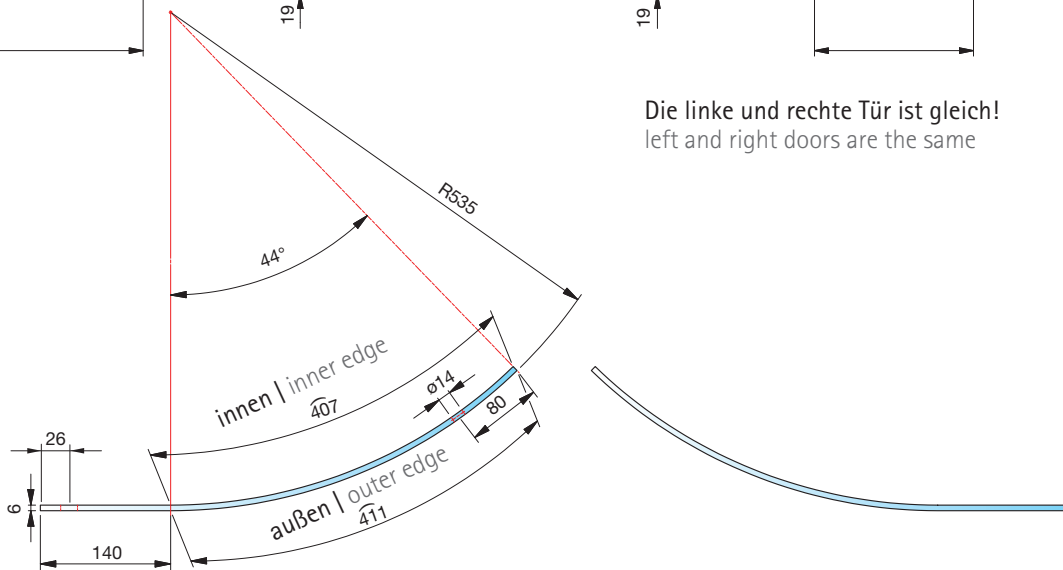 19
19
Die linke und rechte Tür ist gleich!
left and right doors are the same
R535
44°
innen | inner edge
407
ø14
80
26
6
außen | outer edge
411
140